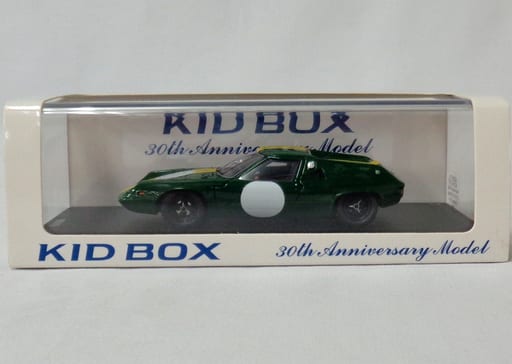 KID BOX
30th Anniversary Model
KID BOX
30th Anniversary Model